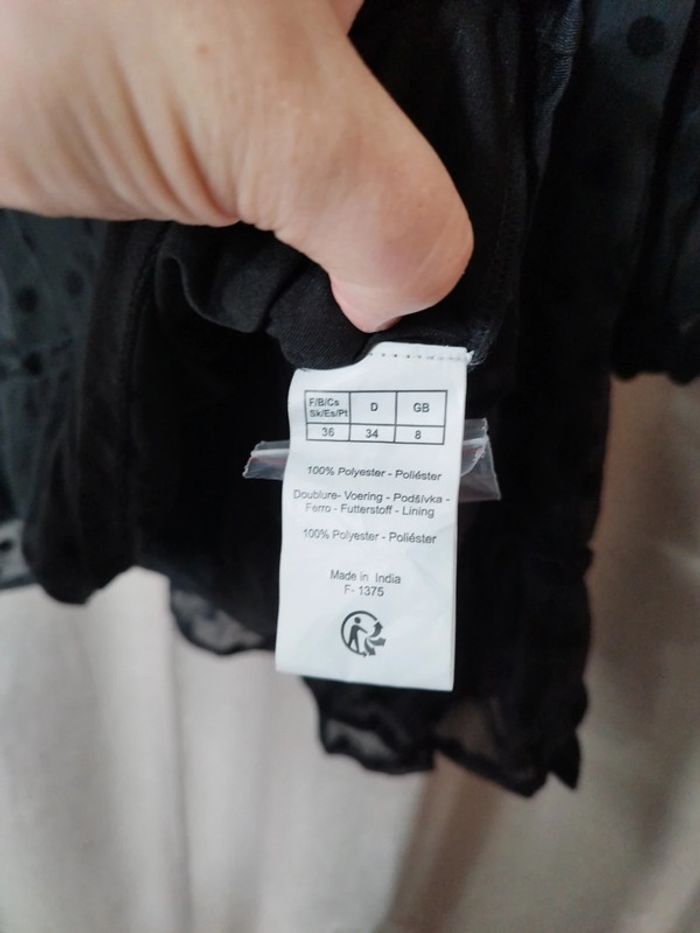 F/B/Cs Sk/Es/Pt D GB
36 34 8
100% Polyester - Poliéster
Doublure- Voering - Podšívka -
Ferro - Futterstoff - Lining
100% Polyester - Poliéster
Made in India
F- 1375